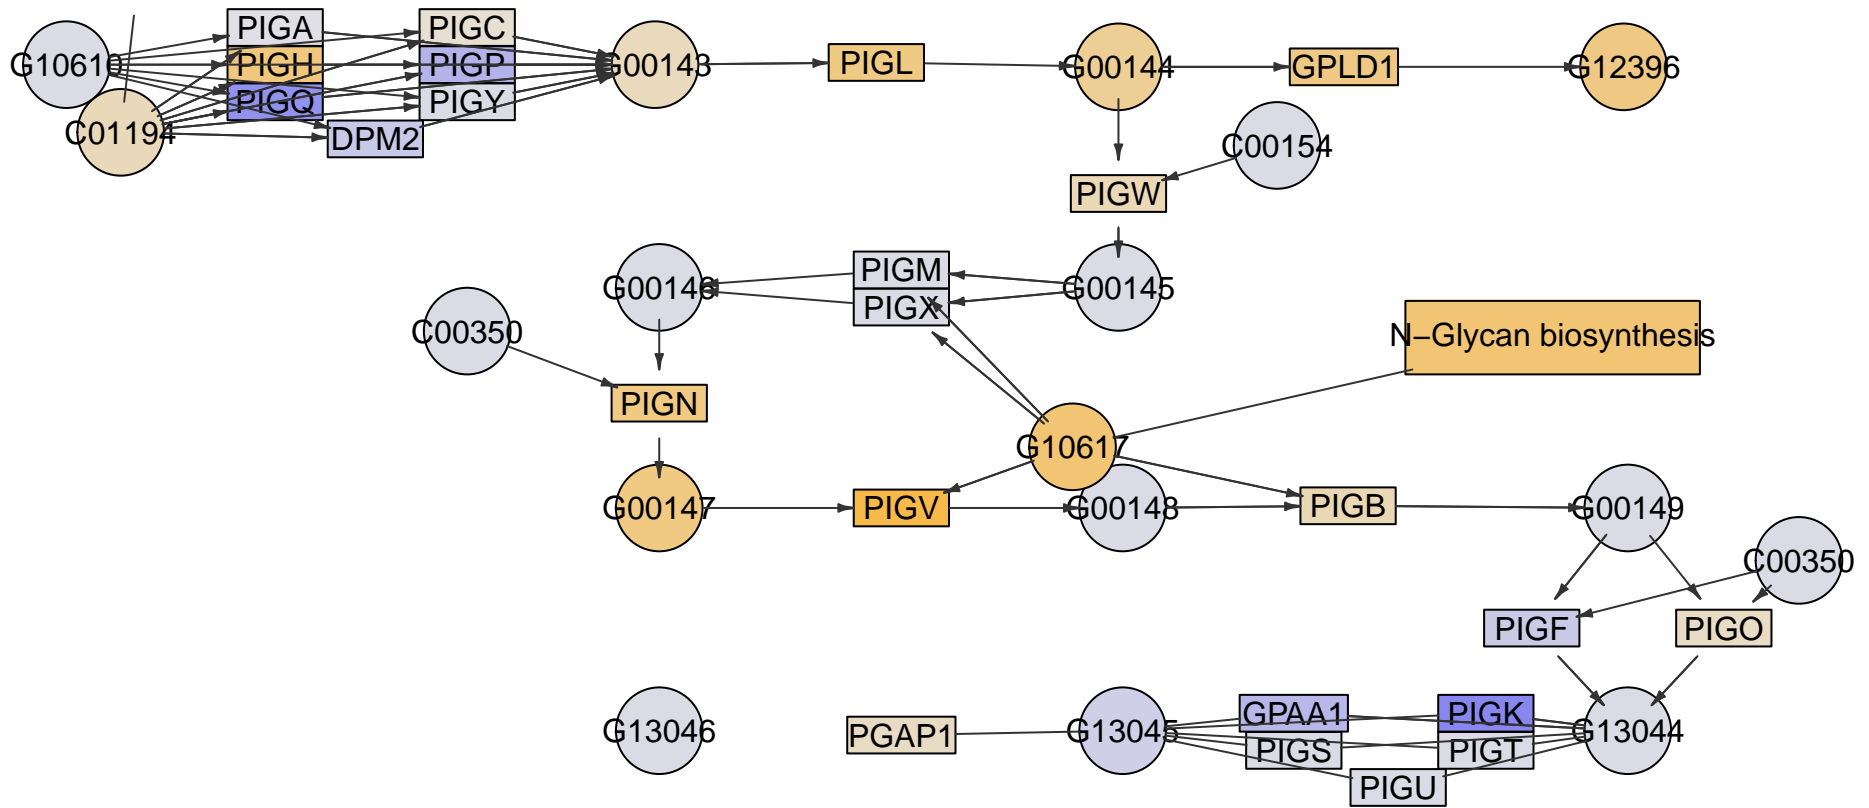 PIGA
PIGC
G10610
PIGH
PIGP
G00143
PIGL
G00144
GPLD1
G12396
PIGQ
PIGY
C01194
DPM2
C00154
PIGW
PIGM
G00146
G00145
PIGX
C00350
N−Glycan biosynthesis
PIGN
G10617
G00147
PIGV
G00148
PIGB
G00149
C00350
PIGF
PIGO
GPAA1
PIGK
G13046
PGAP1
G13045
G13044
PIGS
PIGT
PIGU